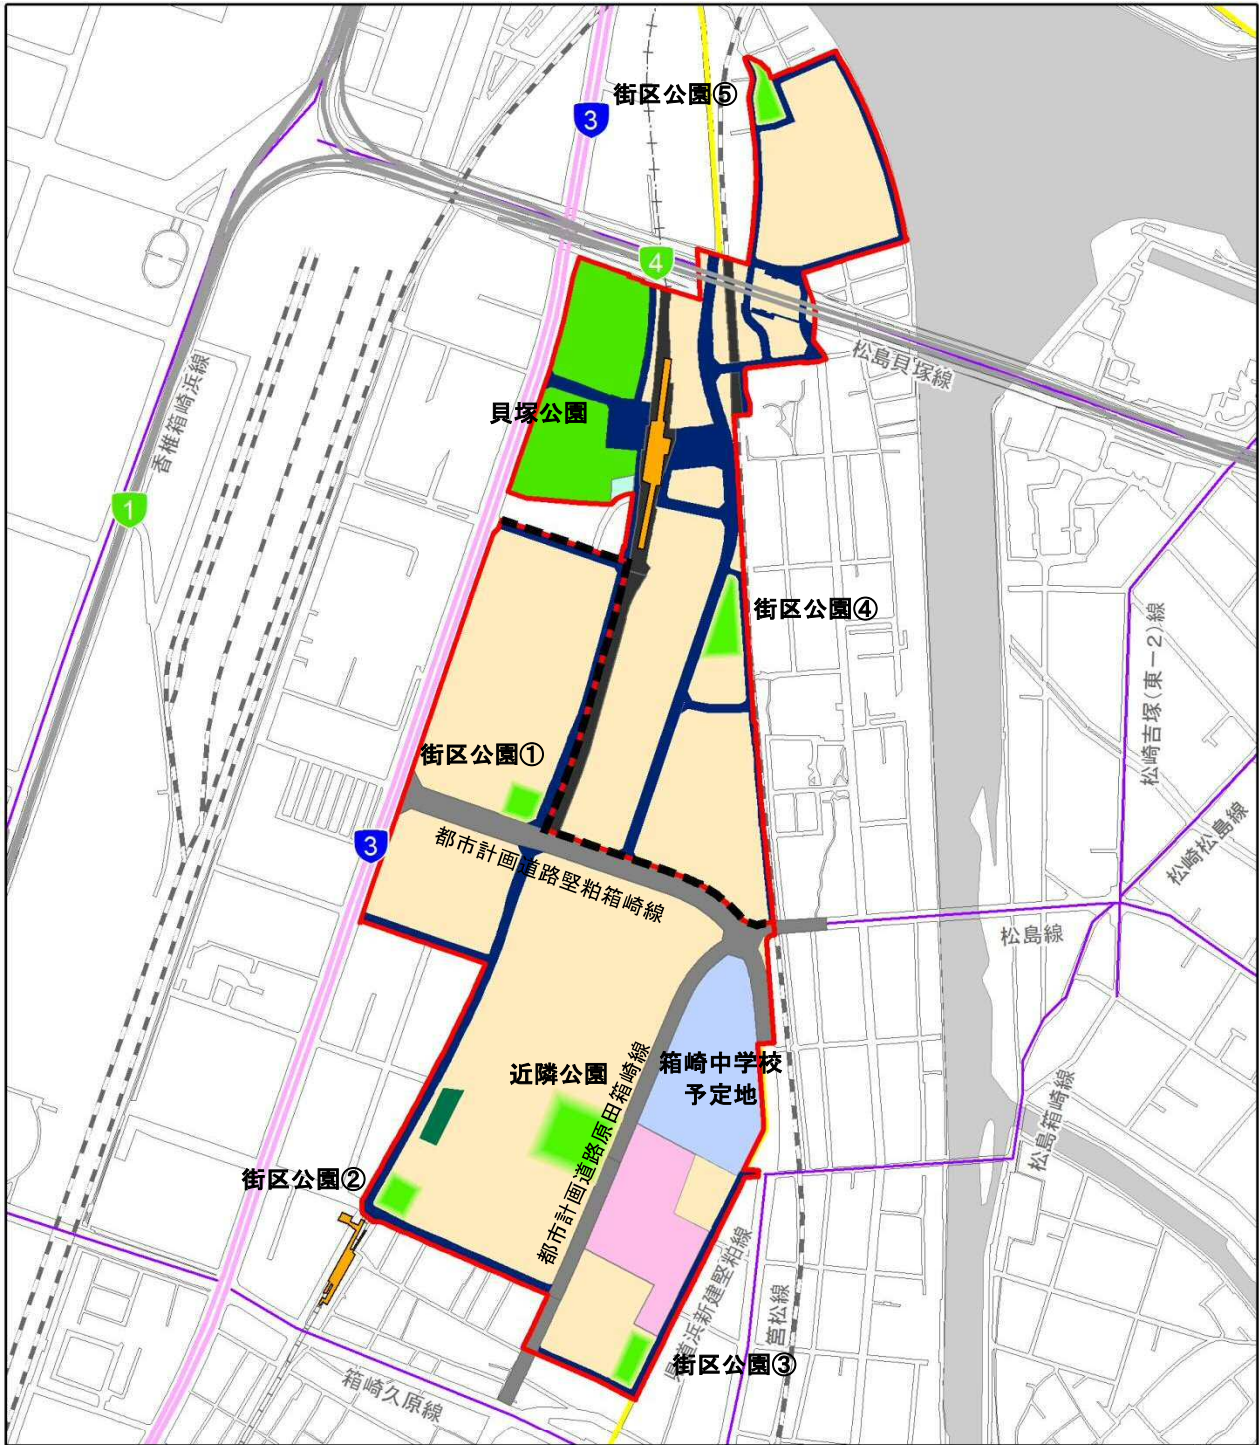 街区公園⑤
3
4
松島貝塚線
香椎箱崎浜線
貝塚公園
1
街区公園④
松崎吉塚(東-2)線
街区公園①
3
都市計画道路堅粕箱崎線
松崎松島線
松島線
近隣公園
箱崎中学校
予定地
都市計画道路原田箱崎線
松島箱崎線
街区公園②
県道浜新建堅粕線
筥松線
街区公園③
箱崎久原線